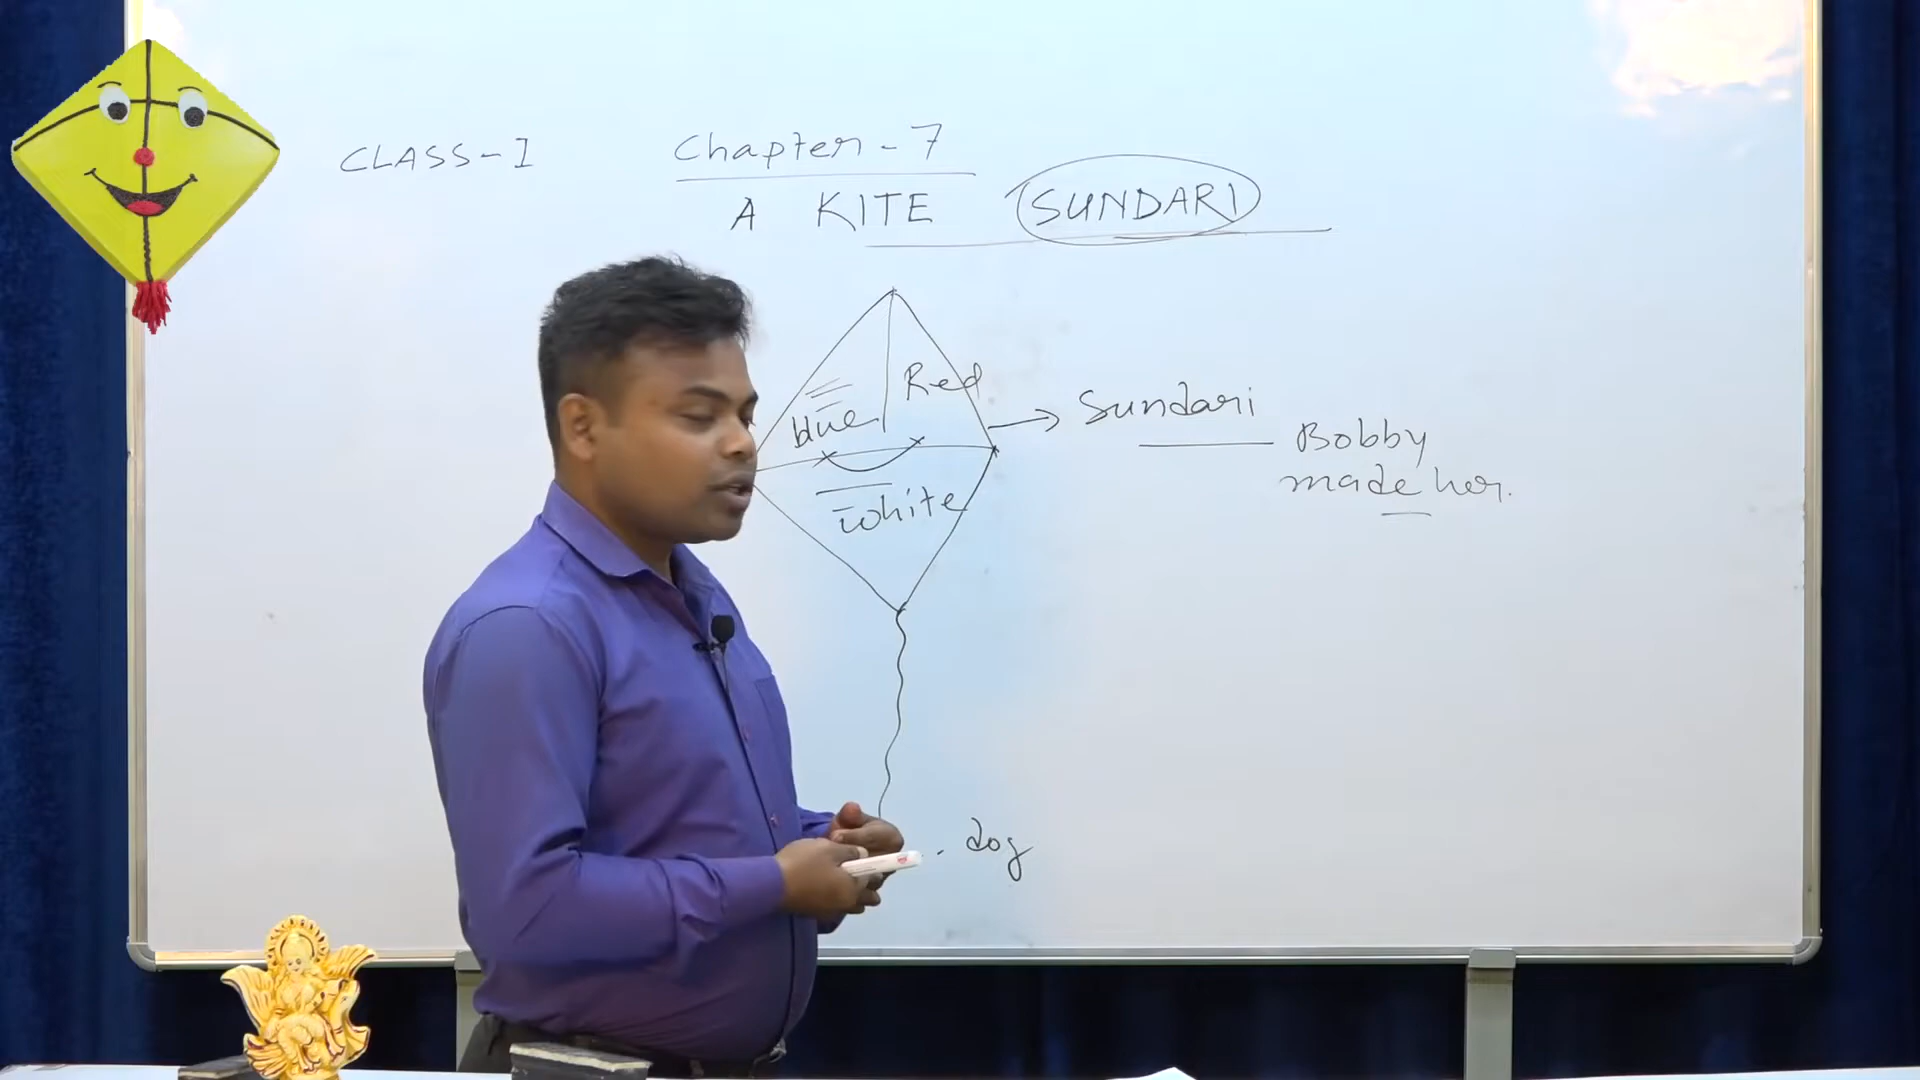 CLASS-I
Chapter-7
A KITE SUNDARI
Red
blue
Sundari
Bobby
made her.
white
. dog